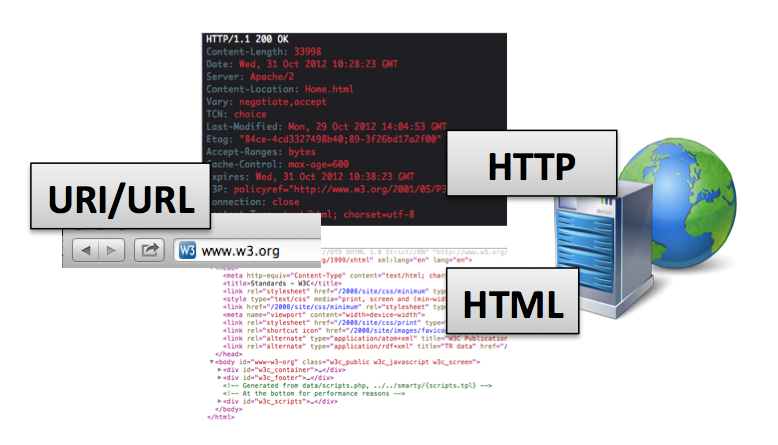 HTTP/1.1 200 OK
Content-Length: 33998
Date: Wed, 31 Oct 2012 10:28:23 GMT
Server: Apache/2
Content-Location: Home.html
Vary: negotiate,accept
TCN: choice
Last-Modified: Mon, 29 Oct 2012 14:04:53 GMT
Etag: "84ce-4cd3327498b40;89-3f26bd17a2f00"
Accept-Ranges: bytes
Cache-Control: max-age=600
xpires: Wed, 31 Oct 2012 10:38:23 GMT
3P: policyref="http://www.w3.org/2001/05/P3
onnection: close
html; charset=utf-8
HTTP
URI/URL
W3 www.w3.org
//DTD XHTML 1.0 Strict//EN" "http://www.w3.org/
g/1999/xhtml" xml:lang="en" lang="en">
<head>
<meta http-equiv="Content-Type" content="text/html; char
<title>Standards - W3C</title>
<link rel="stylesheet" href="/2008/site/css/minimum" type
<style type="text/css" media="print, screen and (min-widt
<link href="/2008/site/css/minimum" rel="stylesheet" type
<meta name="viewport" content="width=device-width">
<link rel="stylesheet" href="/2008/site/css/print" type="
<link rel="shortcut icon" href="/2008/site/images/favico
<link rel="alternate" type="application/atom+xml" title="W3C Publication
<link rel="alternate" type="application/rdf+xml" title="TR data" href="/
</head>
▼<body id="www-w3-org" class="w3c_public w3c_javascript w3c_screen">
▶<div id="w3c_container">…</div>
▶<div id="w3c_footer">…</div>
<!-- Generated from data/scripts.php, ../../smarty/{scripts.tpl} -->
<!-- At the bottom for performance reasons -->
▶<div id="w3c_scripts">…</div>
</body>
</html>
HTML